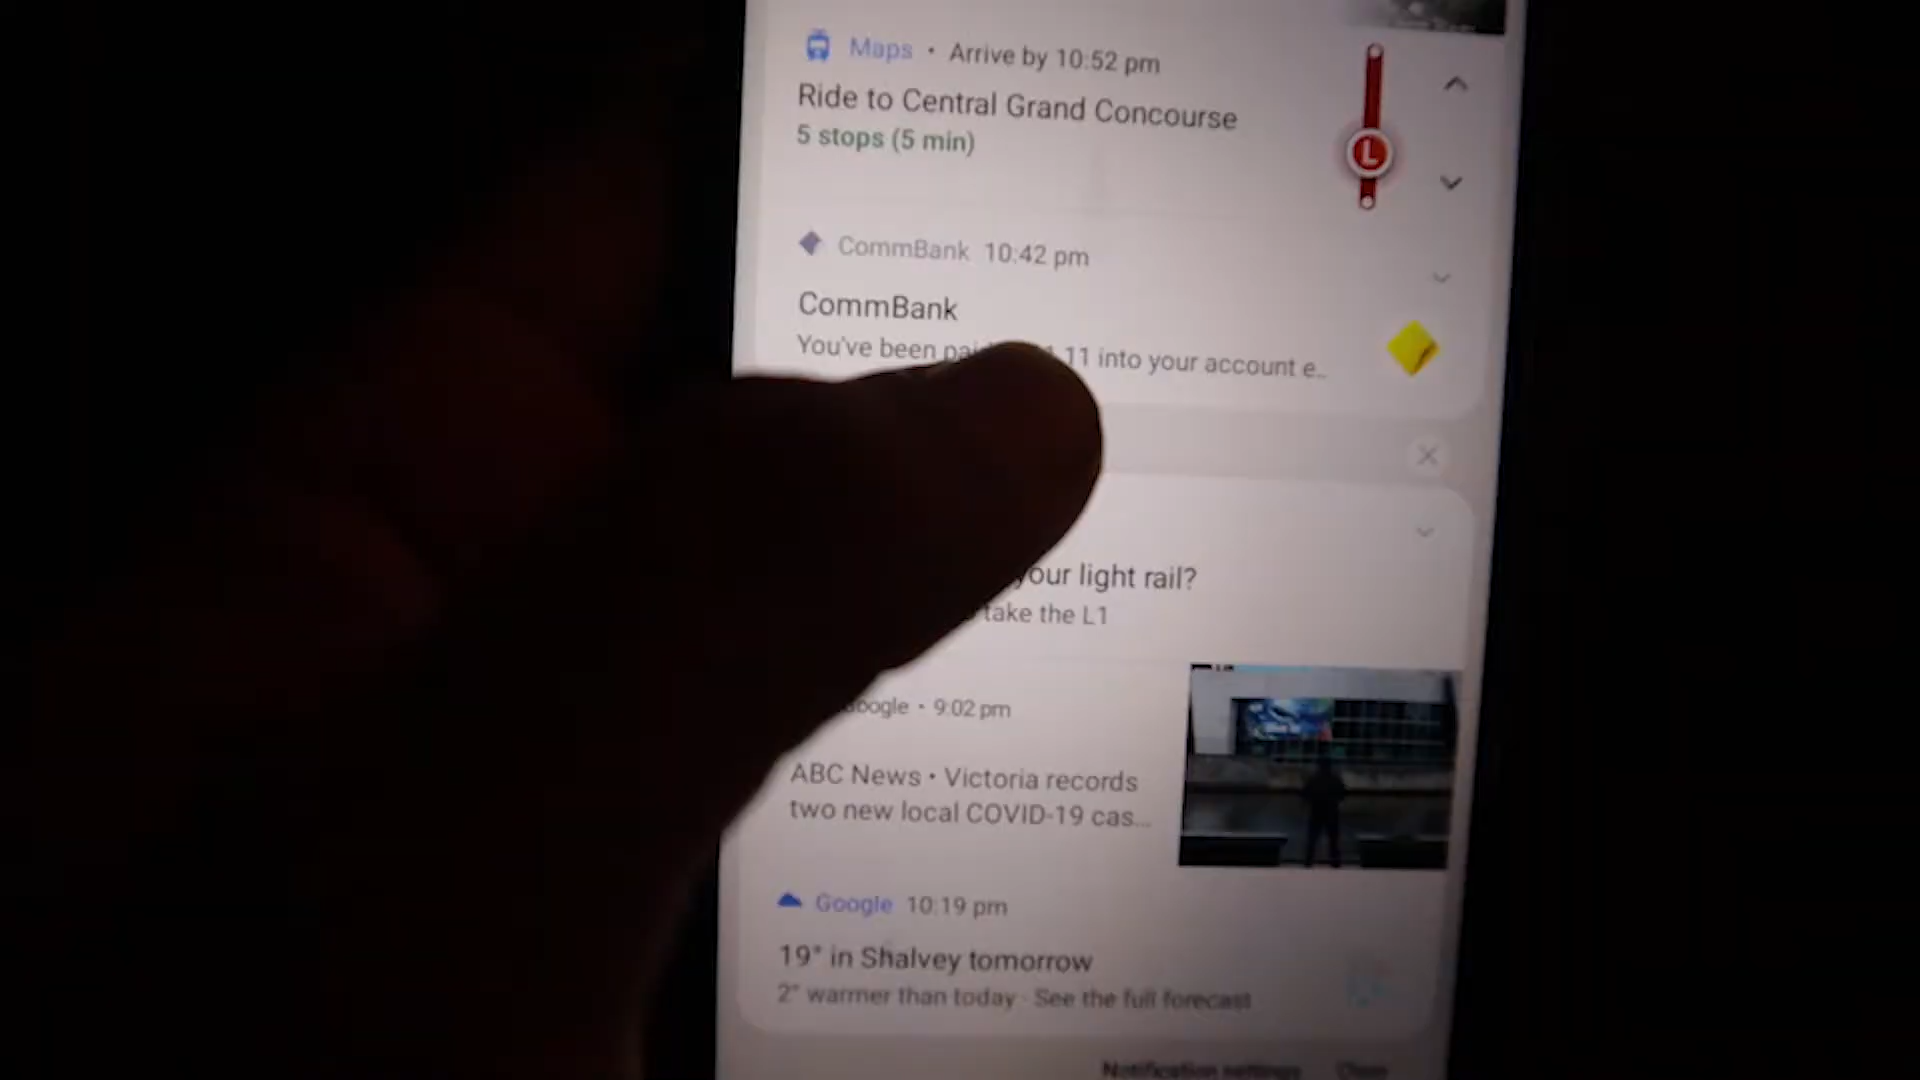 Maps • Arrive by 10:52 pm
Ride to Central Grand Concourse
5 stops (5 min)
L
CommBank 10:42 pm
CommBank
You've been 11 into your account e..
your light rail?
take the L1
9:02 pm
ABC News • Victoria records
two new local COVID-19 cas...
Google 10:19 pm
19° in Shalvey tomorrow
2° warmer than today · See the full forecast
Notification settings Clear